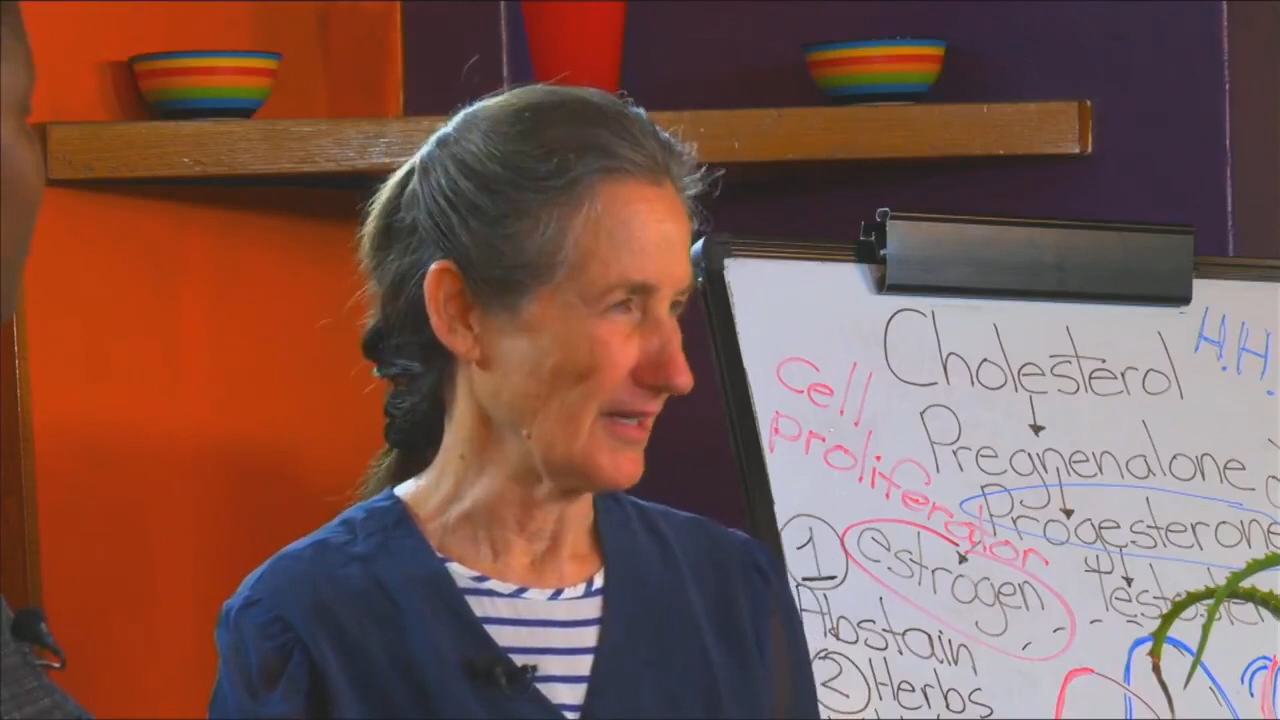 Cholesterol
H.H.
Cell
Proliferator
Pregnenalone
Progesterone
1 estrogen
Abstain
2 Herbs